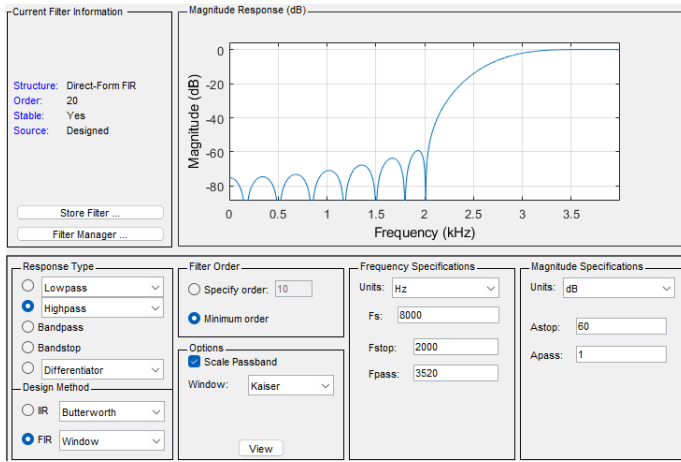 Current Filter Information
Structure: Direct-Form FIR
Order: 20
Stable: Yes
Source: Designed
Store Filter ...
Filter Manager ...
Magnitude Response (dB)
Magnitude (dB)
0
-20
-40
-60
-80
0 0.5 1 1.5 2 2.5 3 3.5
Frequency (kHz)
Response Type
Lowpass
Highpass
Bandpass
Bandstop
Differentiator
Design Method
IIR Butterworth
FIR Window
Filter Order
Specify order: 10
Minimum order
Options
Scale Passband
Window: Kaiser
View
Frequency Specifications
Units: Hz
Fs: 8000
Fstop: 2000
Fpass: 3520
Magnitude Specifications
Units: dB
Astop: 60
Apass: 1